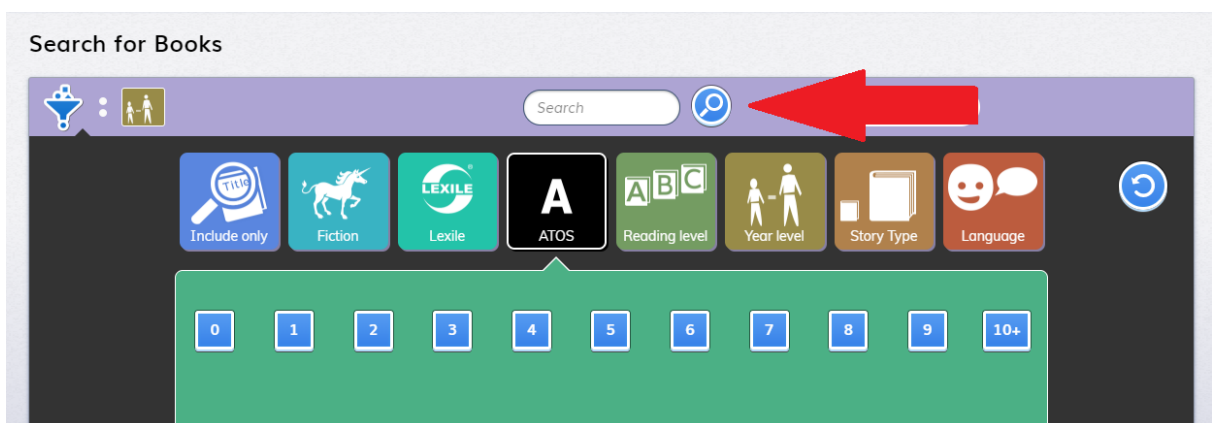 Search for Books
Search
Title
LEXILE
A
A B C
Include only
Fiction
Lexile
ATOS
Reading level
Year level
Story Type
Language
0 1 2 3 4 5 6 7 8 9 10+